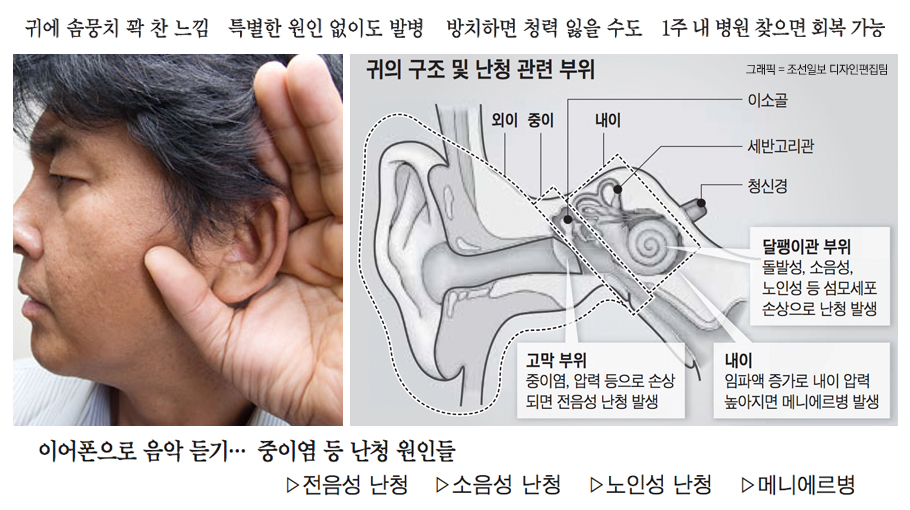 귀에 솜뭉치 꽉 찬 느낌 특별한 원인 없이도 발병 방치하면 청력 잃을 수도 1주 내 병원 찾으면 회복 가능
귀의 구조 및 난청 관련 부위
그래픽 = 조선일보 디자인편집팀
이소골
외이 중이 내이
세반고리관
청신경
달팽이관 부위
돌발성, 소음성,
노인성 등 섬모세포
손상으로 난청 발생
고막 부위
중이염, 압력 등으로 손상
되면 전음성 난청 발생
내이
임파액 증가로 내이 압력
높아지면 메니에르병 발생
이어폰으로 음악 듣기… 중이염 등 난청 원인들
▷전음성 난청 ▷소음성 난청 ▷노인성 난청 ▷메니에르병